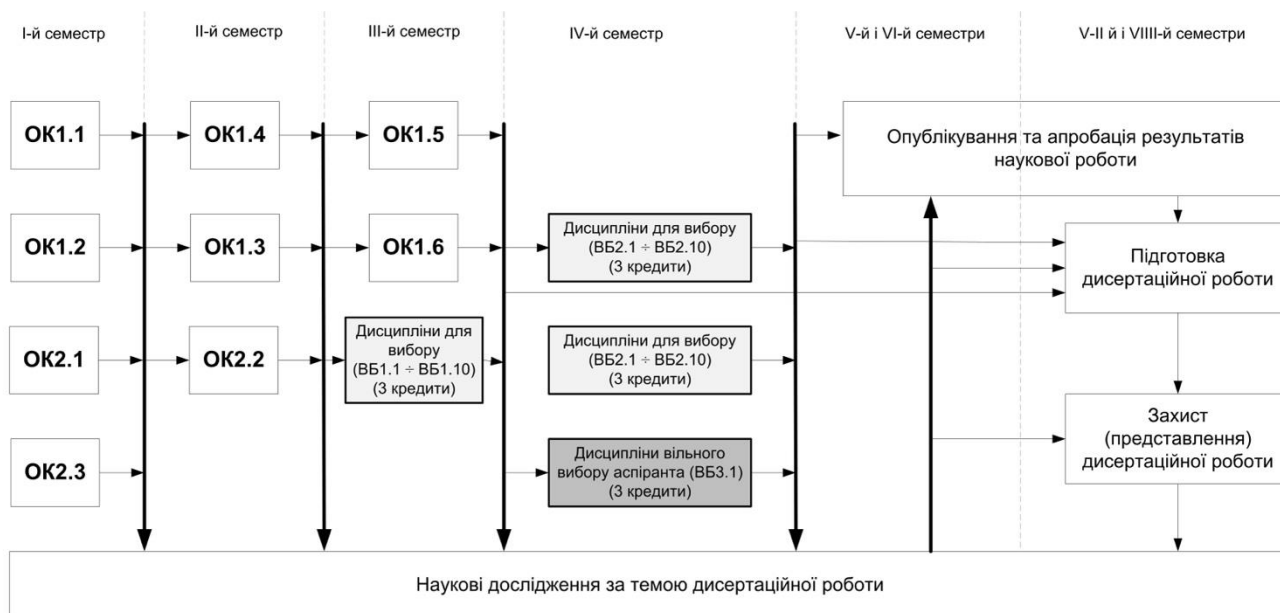 І-й семестр
ІІ-й семестр
ІІІ-й семестр
IV-й семестр
V-й і VI-й семестри
V-ІІ й і VІІІІ-й семестри
ОК1.1
ОК1.4
ОК1.5
Опублікування та апробація результатів
наукової роботи
ОК1.2
ОК1.3
ОК1.6
Дисципліни для вибору
(ВБ2.1 ÷ ВБ2.10)
(3 кредити)
Підготовка
дисертаційної роботи
ОК2.1
ОК2.2
Дисципліни для
вибору
(ВБ1.1 ÷ ВБ1.10)
(3 кредити)
Дисципліни для вибору
(ВБ2.1 ÷ ВБ2.10)
(3 кредити)
Захист
(представлення)
дисертаційної роботи
ОК2.3
Дисципліни вільного
вибору аспіранта (ВБ3.1)
(3 кредити)
Наукові дослідження за темою дисертаційної роботи